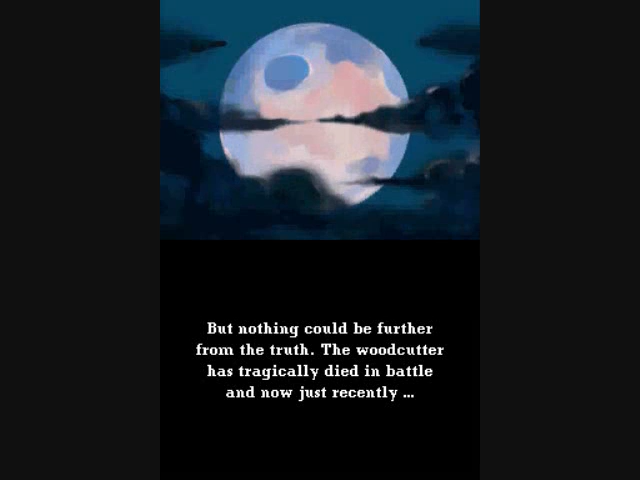 But nothing could be further
from the truth. The woodcutter
has tragically died in battle
and now just recently ...